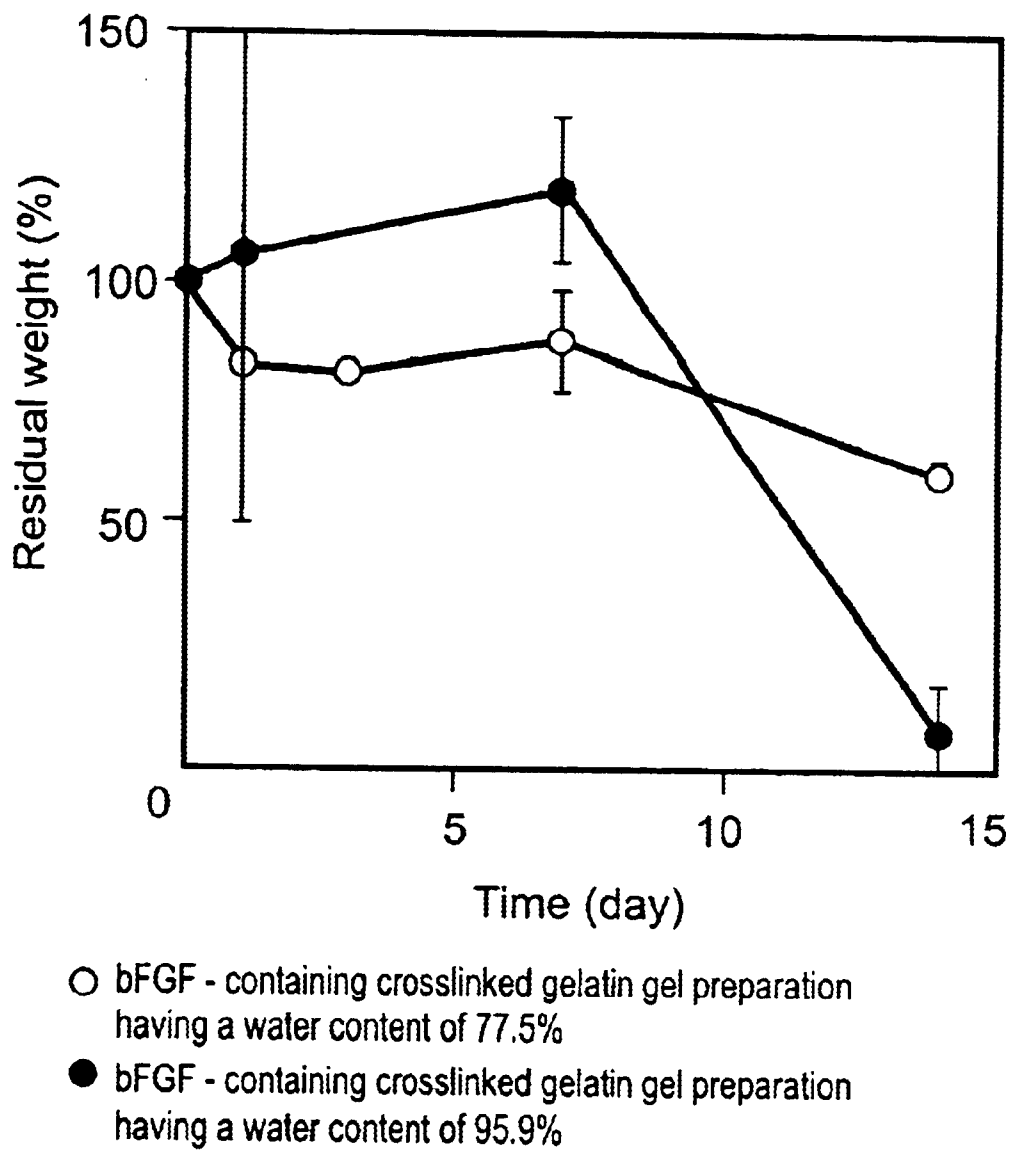 150
100
50
0
5
10
15
Residual weight (%)
Time (day)
bFGF - containing crosslinked gelatin gel preparation
having a water content of 77.5%
bFGF - containing crosslinked gelatin gel preparation
having a water content of 95.9%